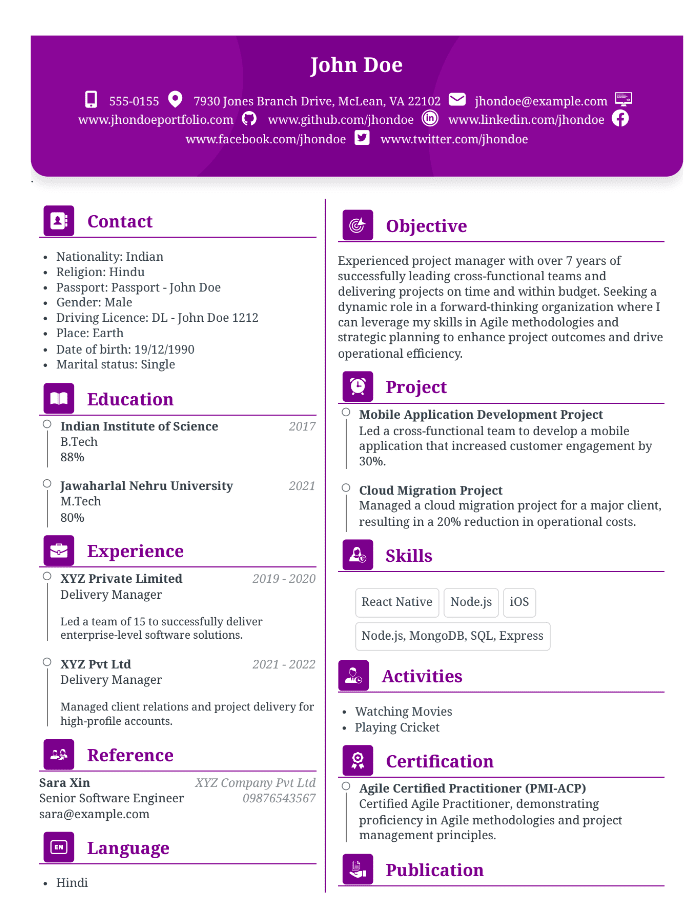 John Doe
555-0155 7930 Jones Branch Drive, McLean, VA 22102 jhondoe@example.com
www.jhondoeportfolio.com www.github.com/jhondoe www.linkedin.com/jhondoe
www.facebook.com/jhondoe www.twitter.com/jhondoe
.
Contact
• Nationality: Indian
• Religion: Hindu
• Passport: Passport - John Doe
• Gender: Male
• Driving Licence: DL - John Doe 1212
• Place: Earth
• Date of birth: 19/12/1990
• Marital status: Single
Education
Indian Institute of Science 2017
B.Tech
88%
Jawaharlal Nehru University 2021
M.Tech
80%
Experience
XYZ Private Limited 2019 - 2020
Delivery Manager
Led a team of 15 to successfully deliver
enterprise-level software solutions.
XYZ Pvt Ltd 2021 - 2022
Delivery Manager
Managed client relations and project delivery for
high-profile accounts.
Reference
Sara Xin XYZ Company Pvt Ltd
Senior Software Engineer 09876543567
sara@example.com
EN Language
• Hindi
Objective
Experienced project manager with over 7 years of
successfully leading cross-functional teams and
delivering projects on time and within budget. Seeking a
dynamic role in a forward-thinking organization where I
can leverage my skills in Agile methodologies and
strategic planning to enhance project outcomes and drive
operational efficiency.
Project
Mobile Application Development Project
Led a cross-functional team to develop a mobile
application that increased customer engagement by
30%.
Cloud Migration Project
Managed a cloud migration project for a major client,
resulting in a 20% reduction in operational costs.
Skills
React Native Node.js iOS
Node.js, MongoDB, SQL, Express
Activities
• Watching Movies
• Playing Cricket
Certification
Agile Certified Practitioner (PMI-ACP)
Certified Agile Practitioner, demonstrating
proficiency in Agile methodologies and project
management principles.
Publication